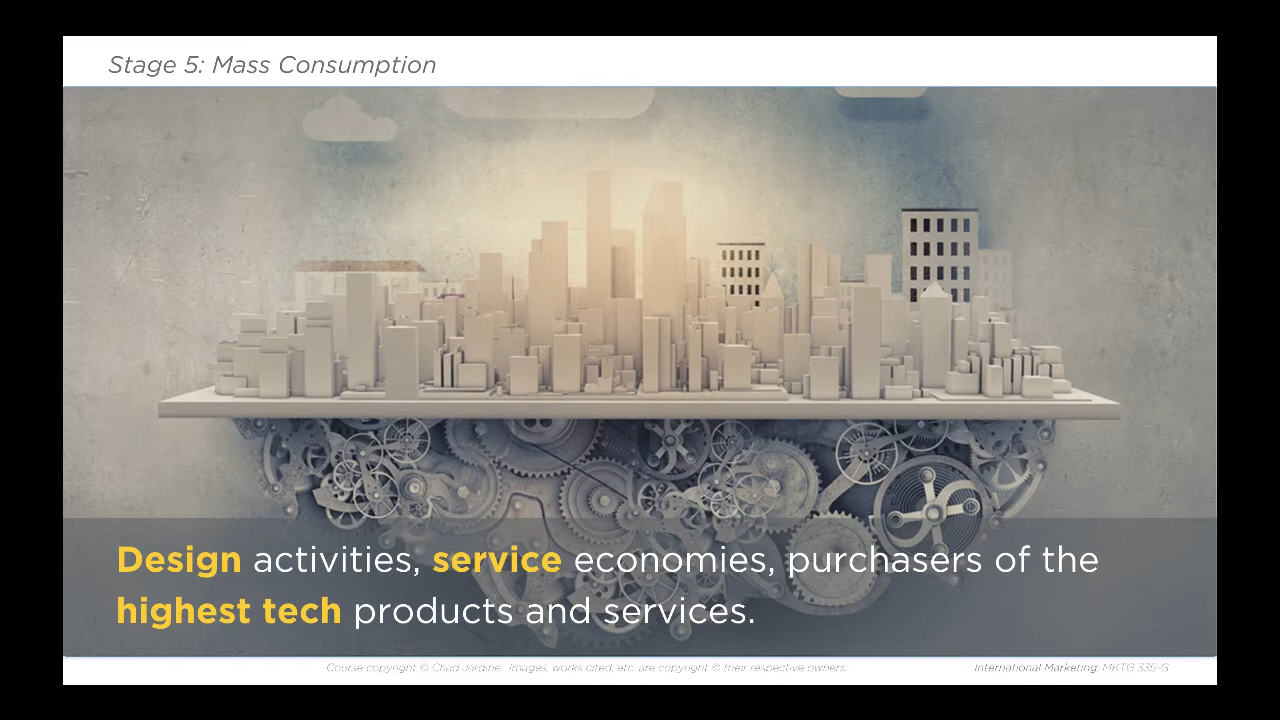 Stage 5: Mass Consumption
Design activities, service economies, purchasers of the
highest tech products and services.
Course copyright © Chad Jardine. Images, works cited, etc. are copyright © their respective owners.
International Marketing: MKTG 335-G